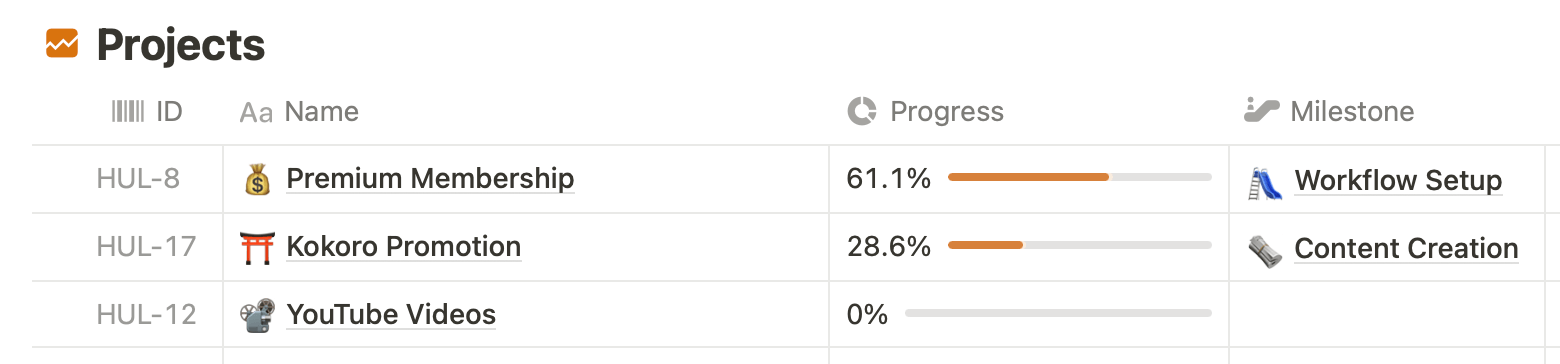 Projects
ID Aa Name Progress Milestone
HUL-8 Premium Membership 61.1% Workflow Setup
HUL-17 Kokoro Promotion 28.6% Content Creation
HUL-12 YouTube Videos 0%